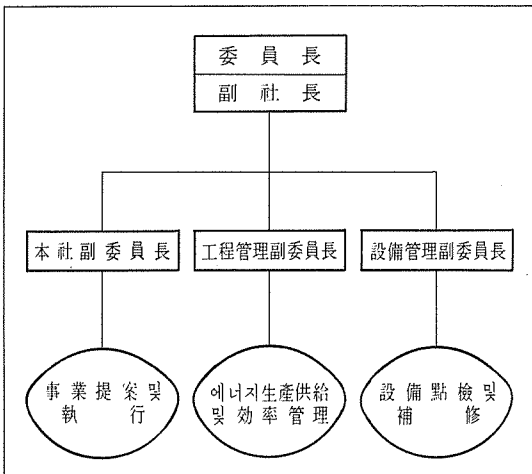 委員長
副社長
本社副委員長
工程管理副委員長
設備管理副委員長
事業提案및
執行
에너지生產供給
및効率管理
設備點檢및
補修